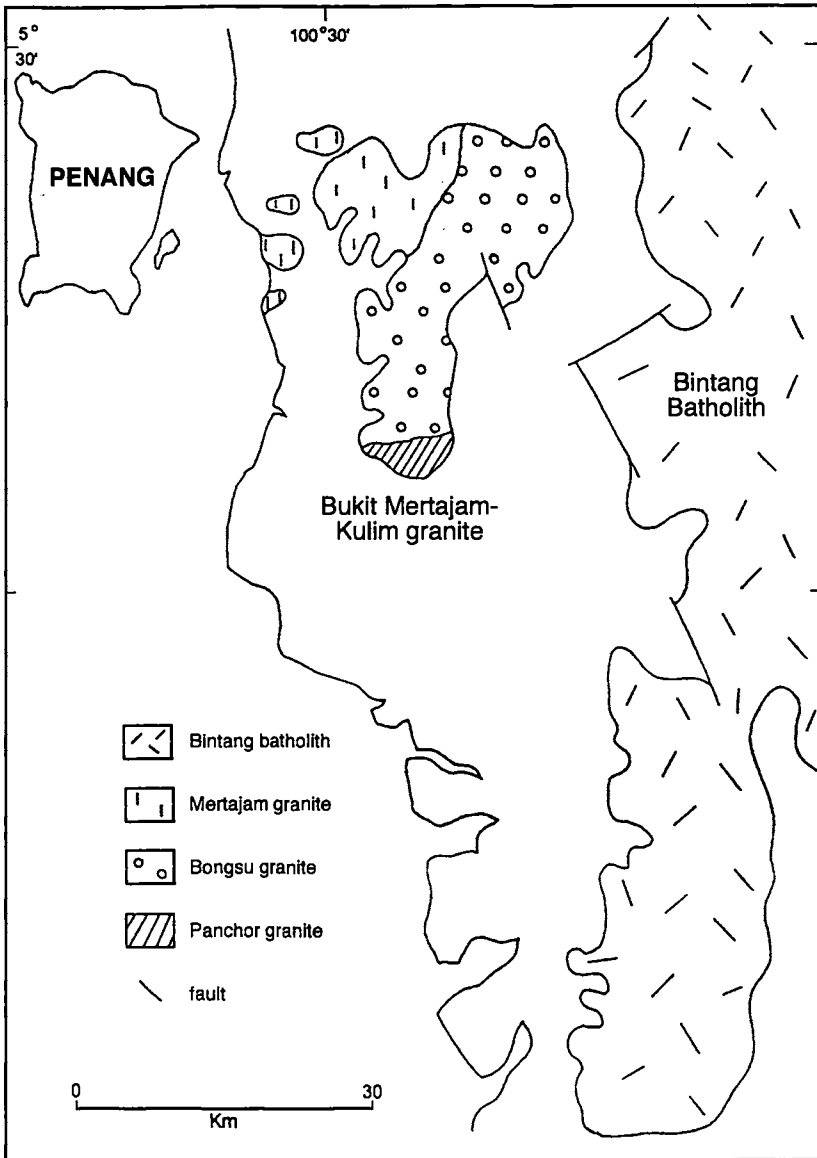 5°
30'
100°30'
PENANG
Bintang
Batholith
Bukit Mertajam-
Kulim granite
Bintang batholith
Mertajam granite
Bongsu granite
Panchor granite
fault
0
30
Km